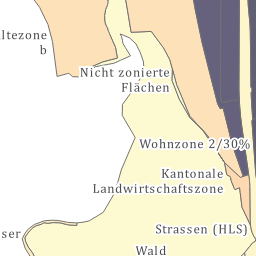 ltezone
b
Nicht zonierte
Flächen
Wohnzone 2/30%
Kantonale
Landwirtschaftszone
Strassen (HLS)
ser
Wald